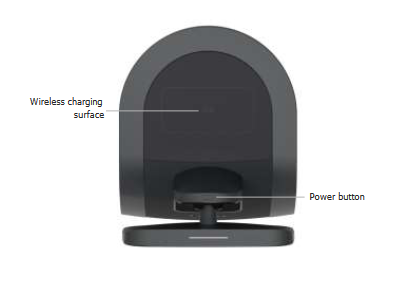 Wireless charging
surface
Power button